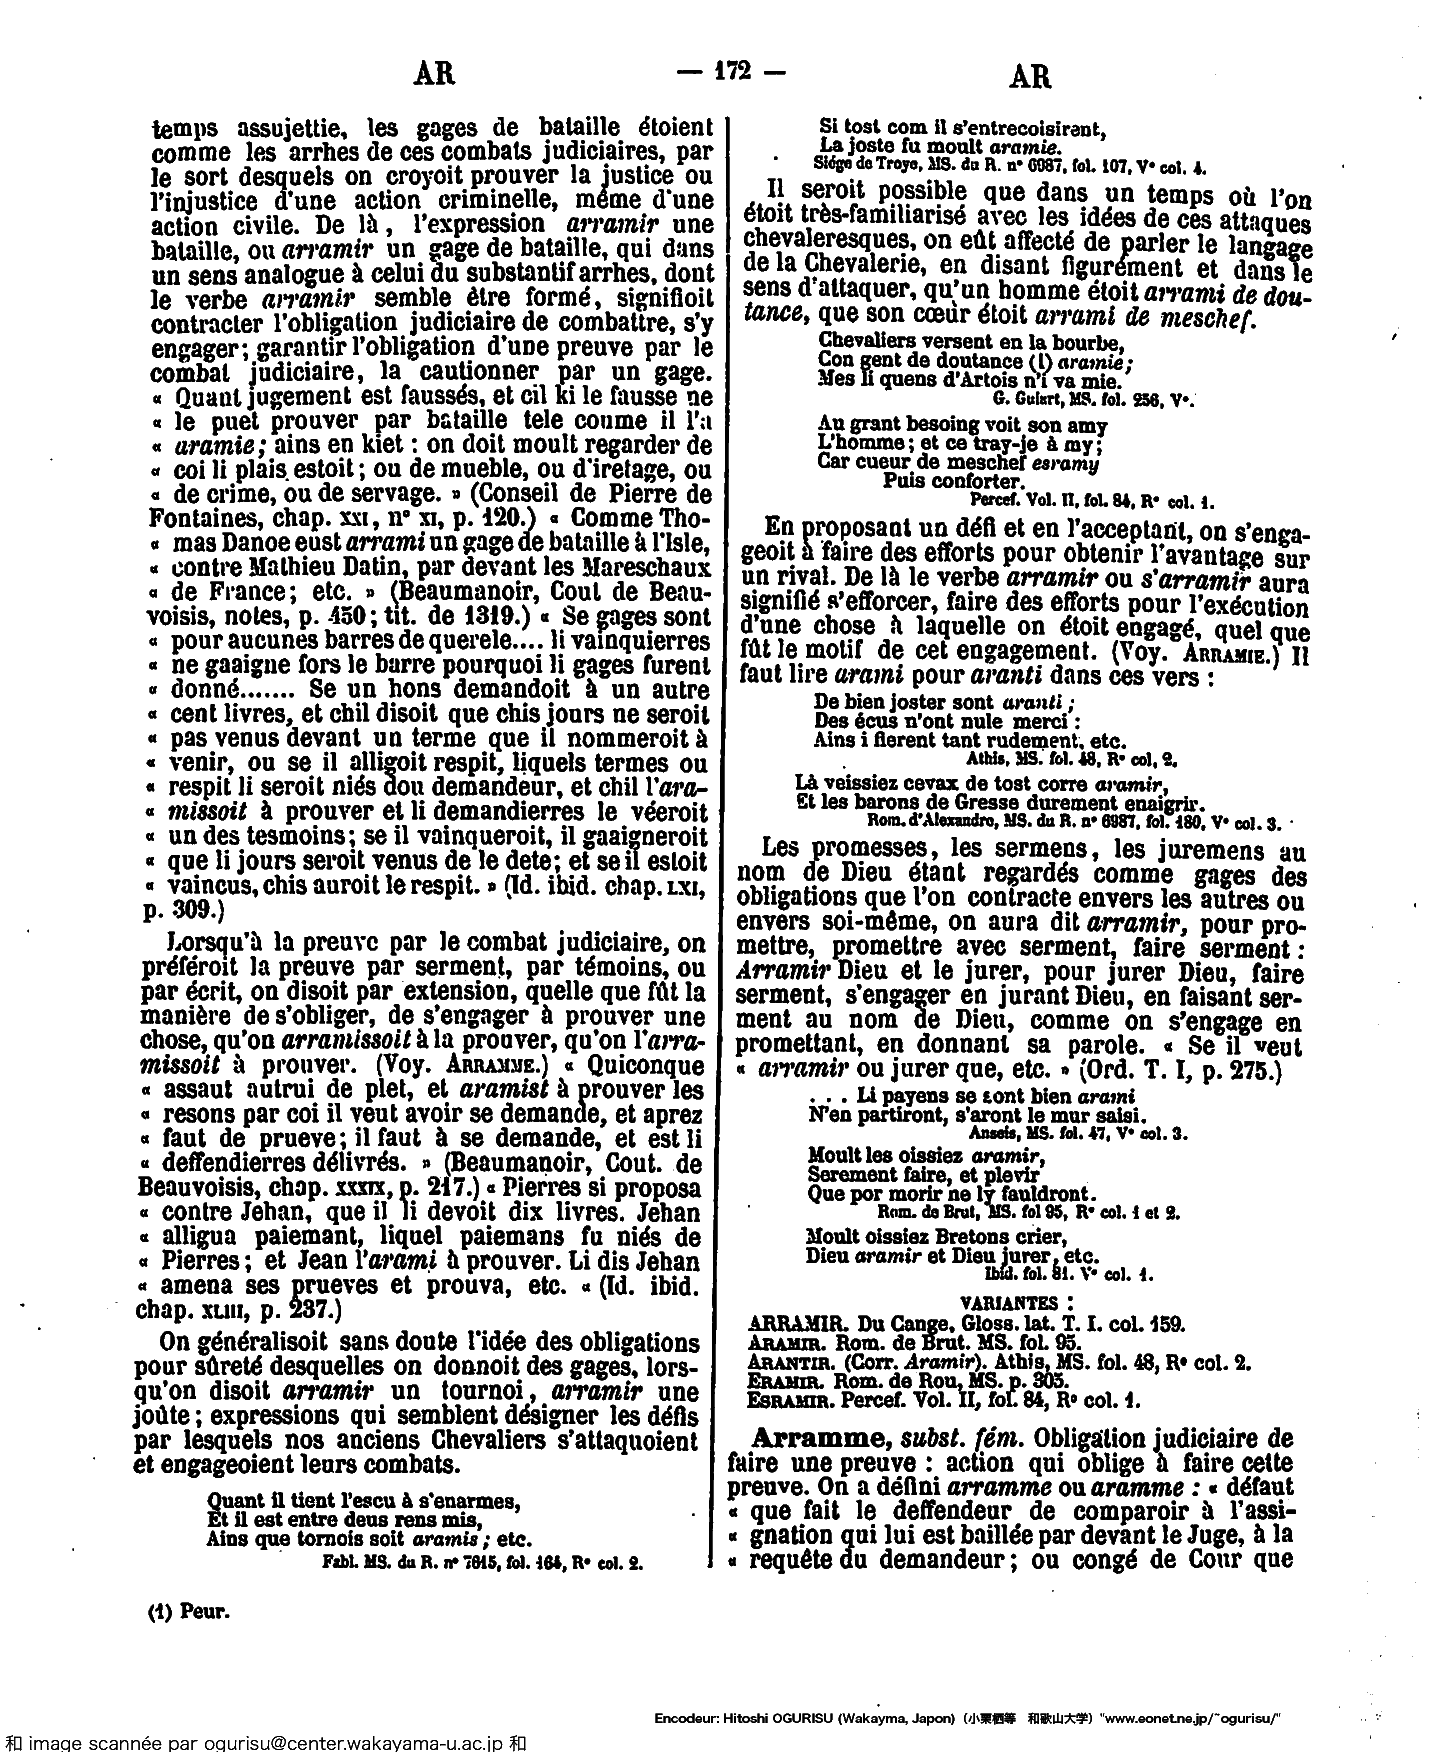 AR
— 172 —
AR
temps assujettie, les gages de bataille étoient
comme les arrhes de ces combats judiciaires, par
le sort desquels on croyoit prouver la justice ou
l'injustice d'une action criminelle, même d'une
action civile. De là, l'expression arramir une
bataille, ou arramir un gage de bataille, qui dans
un sens analogue à celui du substantif arrhes, dont
le verbe arramir semble être formé, signifioit
contracter l'obligation judiciaire de combattre, s'y
engager; garantir l'obligation d'une preuve par le
combat judiciaire, la cautionner par un gage.
« Quant jugement est faussés, et cil ki le fausse ne
« le puet prouver par bataille tele coume il l'a
« aramie; ains en kiet : on doit moult regarder de
« coi li plais estoit; ou de mueble, ou d'iretage, ou
« de crime, ou de servage. » (Conseil de Pierre de
Fontaines, chap. XXI, n° XI, p. 120.) « Comme Tho-
« mas Danoe eust arrami un gage de bataille à l'Isle,
« contre Mathieu Datin, par devant les Mareschaux
« de France; etc. » (Beaumanoir, Cout de Beau-
voisis, notes, p. 450; tit. de 1319.) « Se gages sont
« pour aucunes barres de querele.... li vainquierres
« ne gaaigne fors le barre pourquoi li gages furent
« donné....... Se un hons demandoit à un autre
« cent livres, et chil disoit que chis jours ne seroit
« pas venus devant un terme que il nommeroit à
« venir, ou se il alligoit respit, liquels termes ou
« respit li seroit niés dou demandeur, et chil l'ara-
« missoit à prouver et li demandierres le véeroit
« un des tesmoins; se il vainqueroit, il gaaigneroit
« que li jours seroit venus de le dete; et se il estoit
« vaincus, chis auroit le respit. » (Id. ibid. chap. LXI,
p. 309.)
Lorsqu'à la preuve par le combat judiciaire, on
préféroit la preuve par serment, par témoins, ou
par écrit, on disoit par extension, quelle que fût la
manière de s'obliger, de s'engager à prouver une
chose, qu'on arramissoit à la prouver, qu'on l'arra-
missoit à prouver. (Voy. ARRAMME.) « Quiconque
« assaut autrui de plet, et aramist à prouver les
« resons par coi il veut avoir se demande, et aprez
« faut de prueve; il faut à se demande, et est li
« deffendierres délivrés. » (Beaumanoir, Cout. de
Beauvoisis, chap. XXXIX, p. 217.) « Pierres si proposa
« contre Jehan, que il li devoit dix livres. Jehan
« alligua paiemant, liquel paiemans fu niés de
« Pierres; et Jean l'arami à prouver. Li dis Jehan
« amena ses prueves et prouva, etc. « (Id. ibid.
chap. XLIII, p. 237.)
On généralisoit sans doute l'idée des obligations
pour sûreté desquelles on donnoit des gages, lors-
qu'on disoit arramir un tournoi, arramir une
joûte; expressions qui semblent désigner les défis
par lesquels nos anciens Chevaliers s'attaquoient
et engageoient leurs combats.
Quant il tient l'escu à s'enarmes,
Et il est entre deus rens mis,
Ains que tornois soit aramis; etc.
Fabl. MS. du R. n° 7615, fol. 164, R° col. 2.
Si tost com il s'entrecoisirent,
La joste fu moult aramie.
Siége de Troye, MS. du R. n° 6987, fol. 107, V° col. 4.
Il seroit possible que dans un temps où l'on
étoit très-familiarisé avec les idées de ces attaques
chevaleresques, on eût affecté de parler le langage
de la Chevalerie, en disant figurément et dans le
sens d'attaquer, qu'un homme étoit arrami de dou-
tance, que son cœur étoit arrami de meschef.
Chevaliers versent en la bourbe,
Con gent de doutance (1) aramie;
Mes li quens d'Artois n'i va mie.
G. Guiart, MS. fol. 256, V°.
Au grant besoing voit son amy
L'homme; et ce tray-je à my;
Car cueur de meschef esramy
Puis conforter.
Percef. Vol. II, fol. 84, R° col. 1.
En proposant un défi et en l'acceptant, on s'enga-
geoit à faire des efforts pour obtenir l'avantage sur
un rival. De là le verbe arramir ou s'arramir aura
signifié s'efforcer, faire des efforts pour l'exécution
d'une chose à laquelle on étoit engagé, quel que
fût le motif de cet engagement. (Voy. ARRAMIE.) Il
faut lire arami pour aranti dans ces vers :
De bien joster sont aranti;
Des écus n'ont nule merci :
Ains i fierent tant rudement, etc.
Athis, MS. fol. 48, R° col, 2.
Là veissiez cevax de tost corre aramir,
Et les barons de Gresse durement enaigrir.
Rom. d'Alexandre, MS. du R. n° 6987, fol. 180, V° col. 3.
Les promesses, les sermens, les juremens au
nom de Dieu étant regardés comme gages des
obligations que l'on contracte envers les autres ou
envers soi-même, on aura dit arramir, pour pro-
mettre, promettre avec serment, faire serment :
Arramir Dieu et le jurer, pour jurer Dieu, faire
serment, s'engager en jurant Dieu, en faisant ser-
ment au nom de Dieu, comme on s'engage en
promettant, en donnant sa parole. « Se il veut
« arramir ou jurer que, etc. » (Ord. T. I, p. 275.)
. . . Li payens se sont bien arami
N'en partiront, s'aront le mur saisi.
Anseis, MS. fol. 47, V° col. 3.
Moult les oissiez aramir,
Serement faire, et plevir
Que por morir ne ly fauldront.
Rom. de Brut, MS. fol 95, R° col. 1 et 2.
Moult oissiez Bretons crier,
Dieu aramir et Dieu jurer, etc.
Ibid. fol. 81. V° col. 1.
VARIANTES :
ARRAMIR. Du Cange, Gloss. lat. T. I. col. 159.
ARAMIR. Rom. de Brut. MS. fol. 95.
ARANTIR. (Corr. Aramir). Athis, MS. fol. 48, R° col. 2.
ERAMIR. Rom. de Rou, MS. p. 303.
ESRAMIR. Percef. Vol. II, fol. 84, R° col. 1.
Arramme, subst. fém. Obligation judiciaire de
faire une preuve : action qui oblige à faire cette
preuve. On a défini arramme ou aramme : « défaut
« que fait le deffendeur de comparoir à l'assi-
« gnation qui lui est baillée par devant le Juge, à la
« requête du demandeur; ou congé de Cour que
(1) Peur.
Encodeur: Hitoshi OGURISU (Wakayma, Japon) (小栗栖等 和歌山大学) "www.eonet.ne.jp/~ogurisu/"
和 image scannée par ogurisu@center.wakayama-u.ac.jp 和